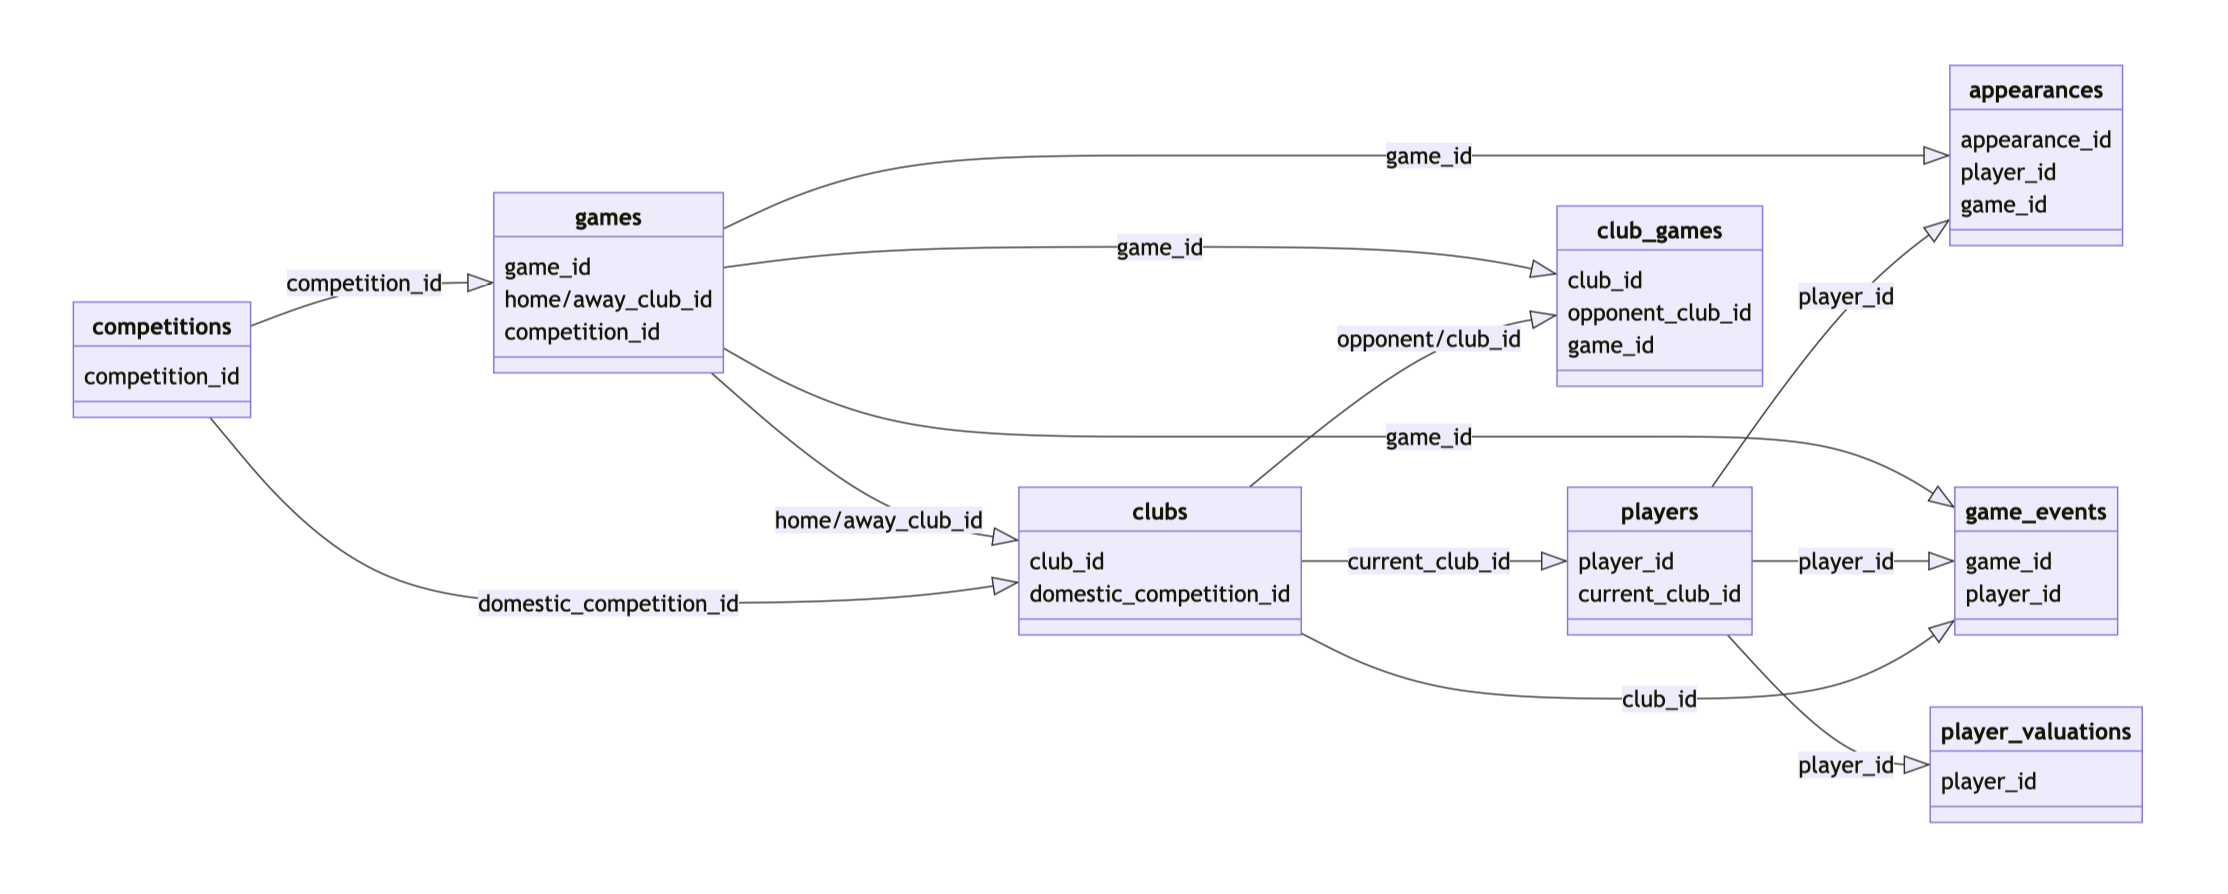 competitions
competition_id
competition_id
domestic_competition_id
games
game_id
home/away_club_id
competition_id
game_id
game_id
game_id
home/away_club_id
clubs
club_id
domestic_competition_id
opponent/club_id
current_club_id
club_id
club_games
club_id
opponent_club_id
game_id
players
player_id
current_club_id
player_id
player_id
player_id
appearances
appearance_id
player_id
game_id
game_events
game_id
player_id
player_valuations
player_id